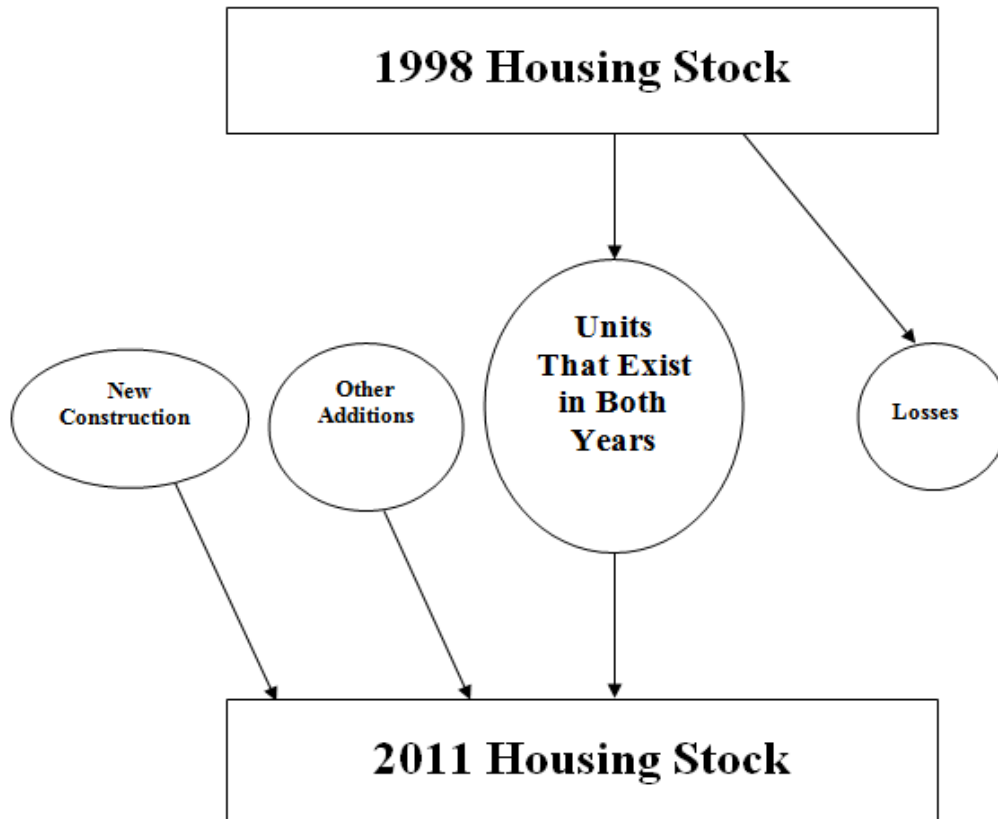 1998 Housing Stock
Units
That Exist
in Both
Years
New
Construction
Other
Additions
Losses
2011 Housing Stock